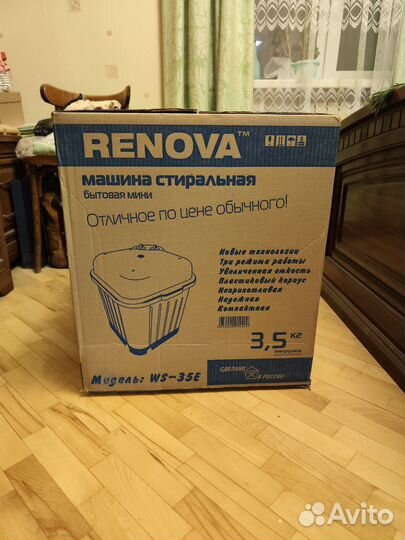 RENOVA™
машина стиральная
бытовая мини
Отличное по цене обычного!
Новые технологии
Три режима работы
Увеличенная емкость
Пластиковый корпус
Неприхотливая
Надежная
Компактная
3,5 кг
загрузка
Модель: WS-35E
СДЕЛАНО В РОССИИ
Avito